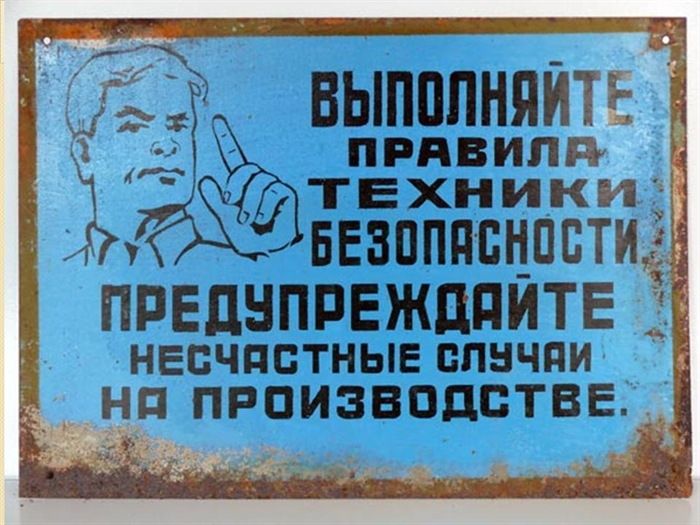 ВЫПОЛНЯЙТЕ
ПРАВИЛА
ТЕХНИКИ
БЕЗОПАСНОСТИ.
ПРЕДУПРЕЖДАЙТЕ
НЕСЧАСТНЫЕ СЛУЧАИ
НА ПРОИЗВОДСТВЕ.